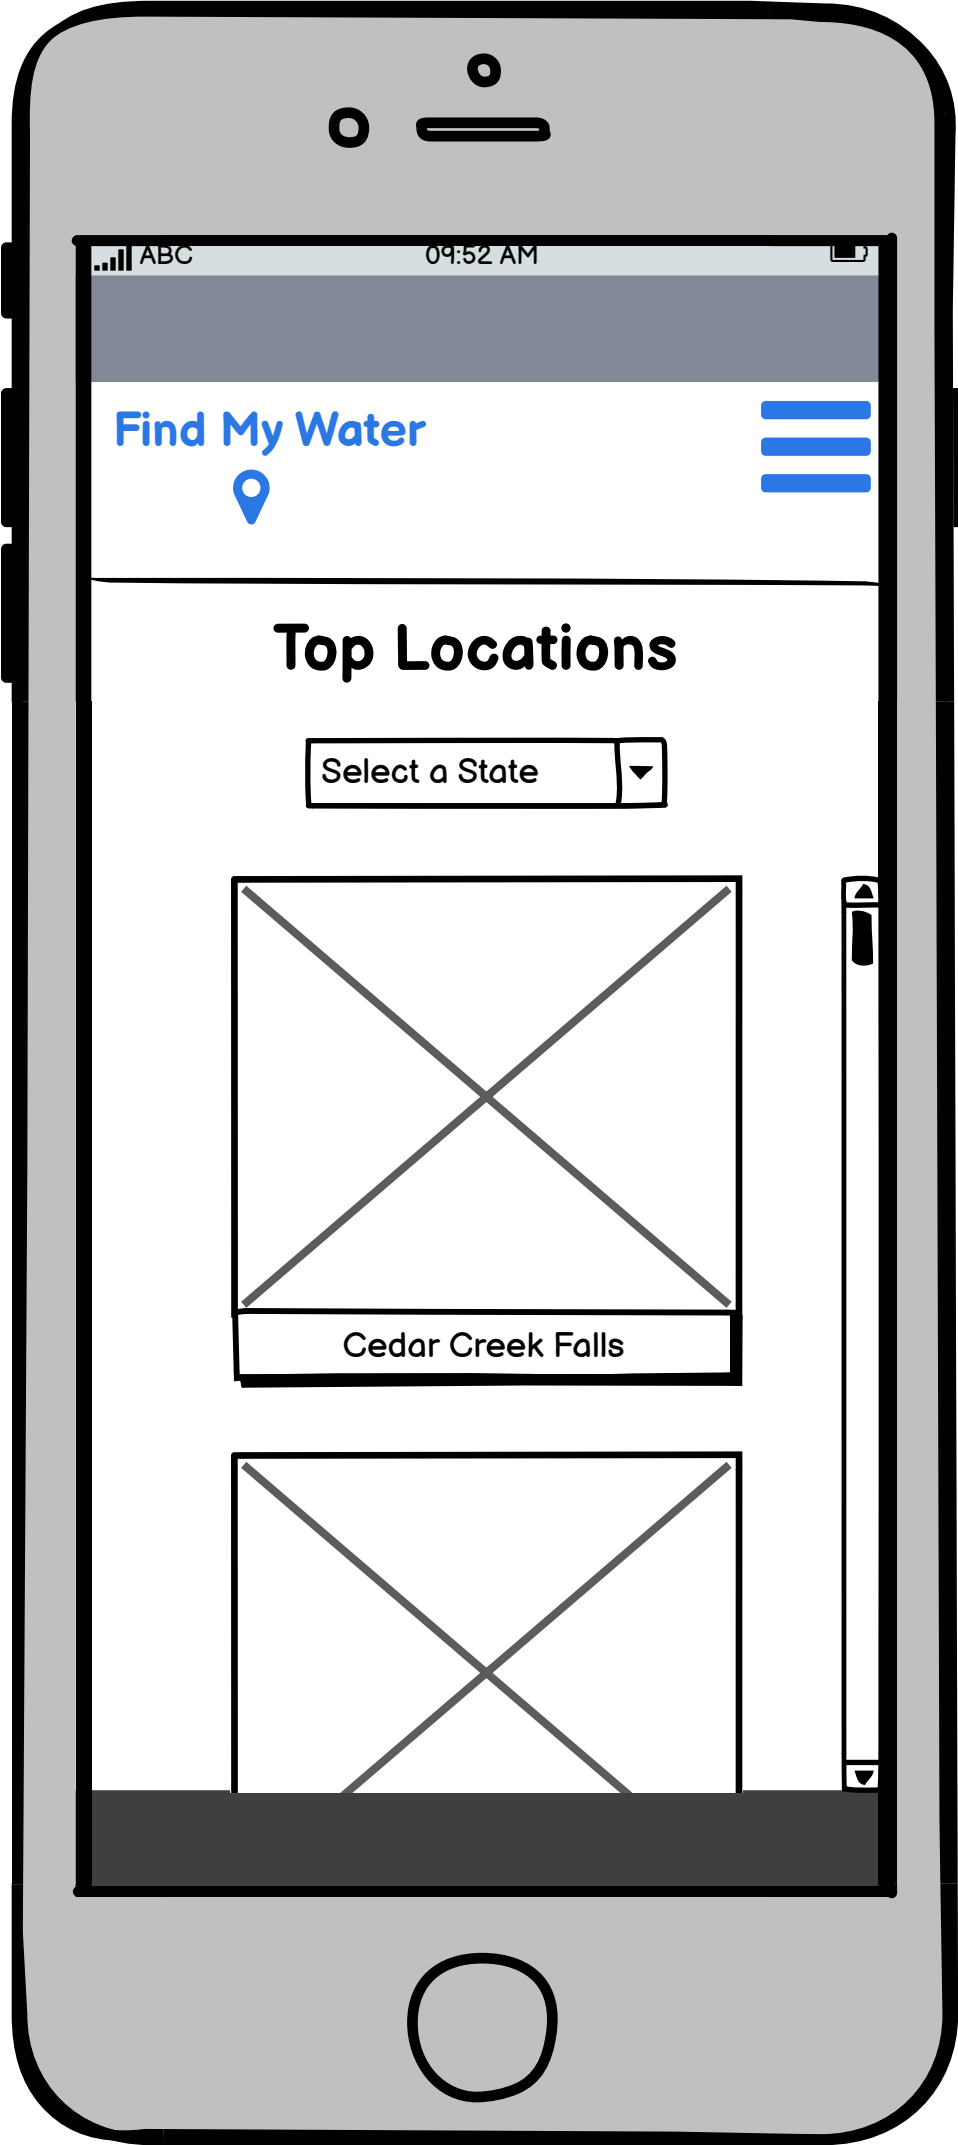 ABC 09:52 AM
Find My Water
Top Locations
Select a State
Cedar Creek Falls